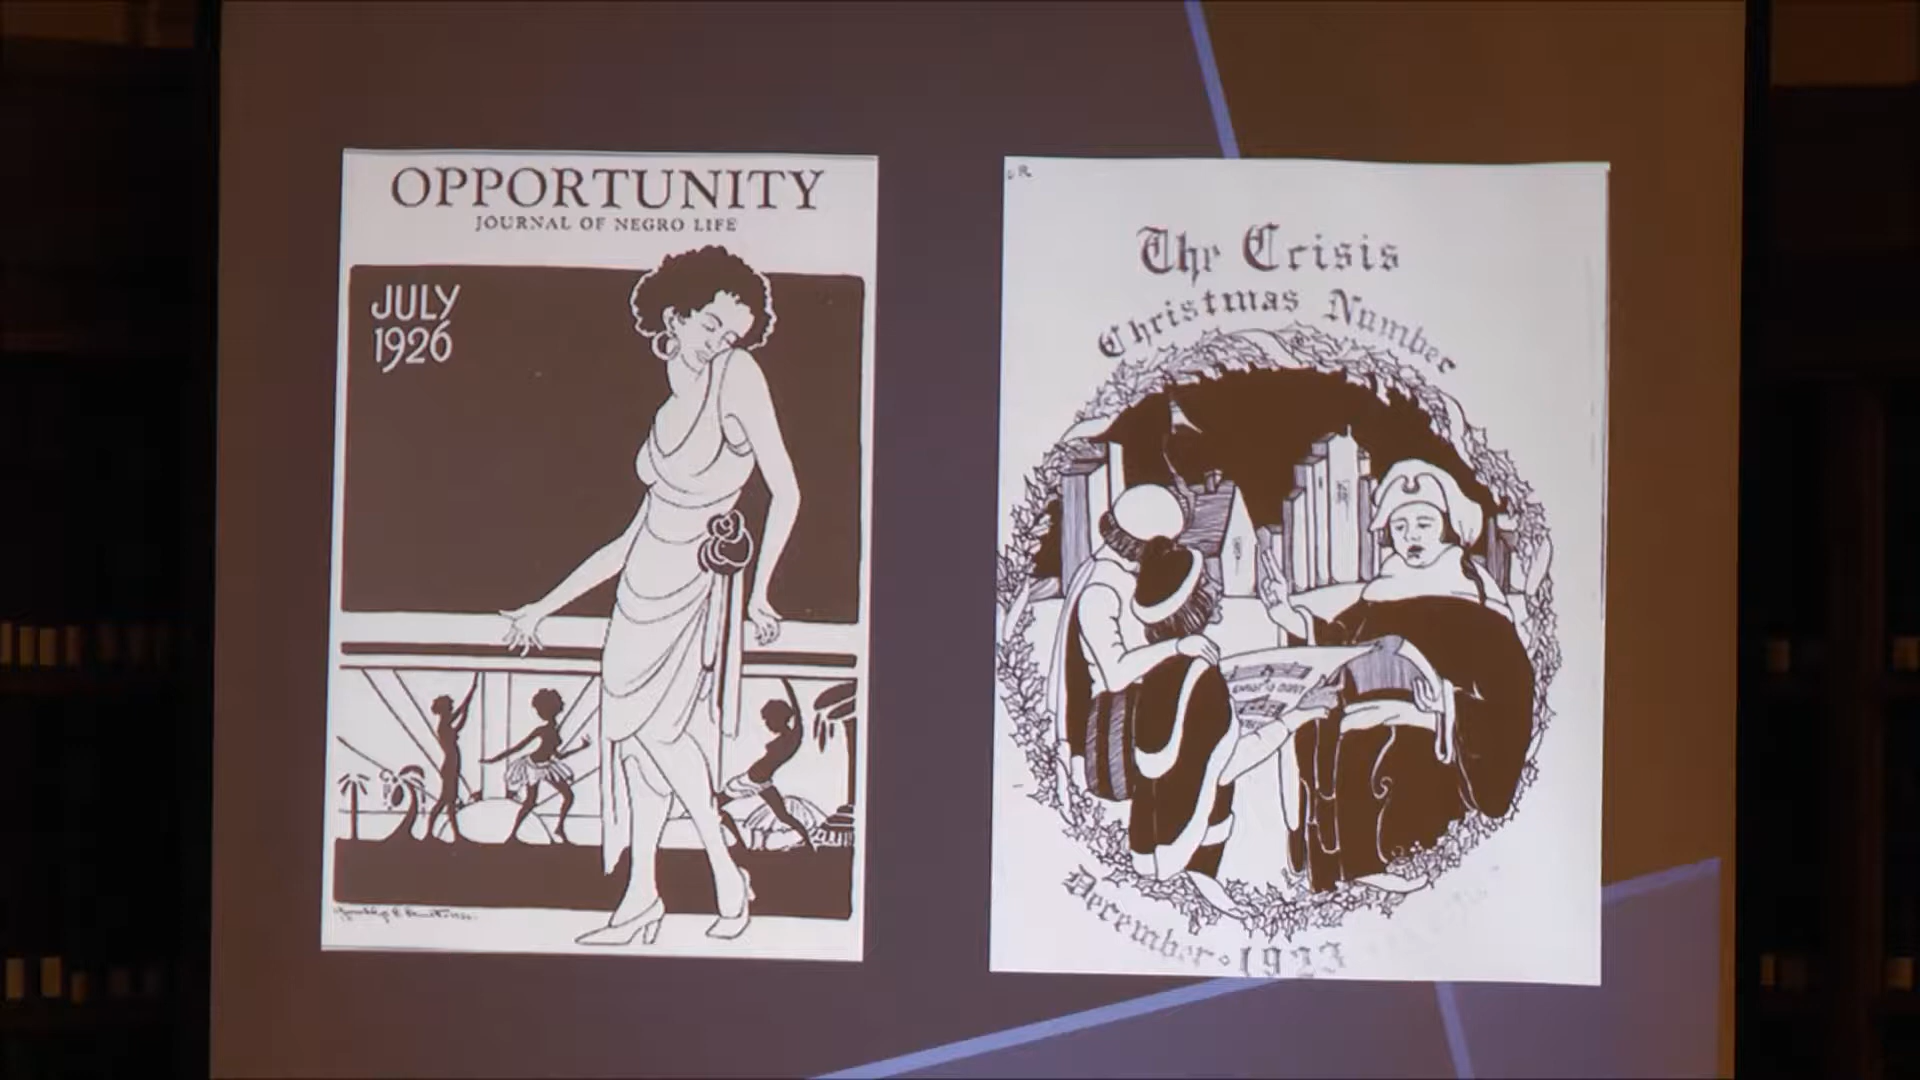 OPPORTUNITY
JOURNAL OF NEGRO LIFE
JULY
1926
The Crisis
Christmas Number
December • 1923